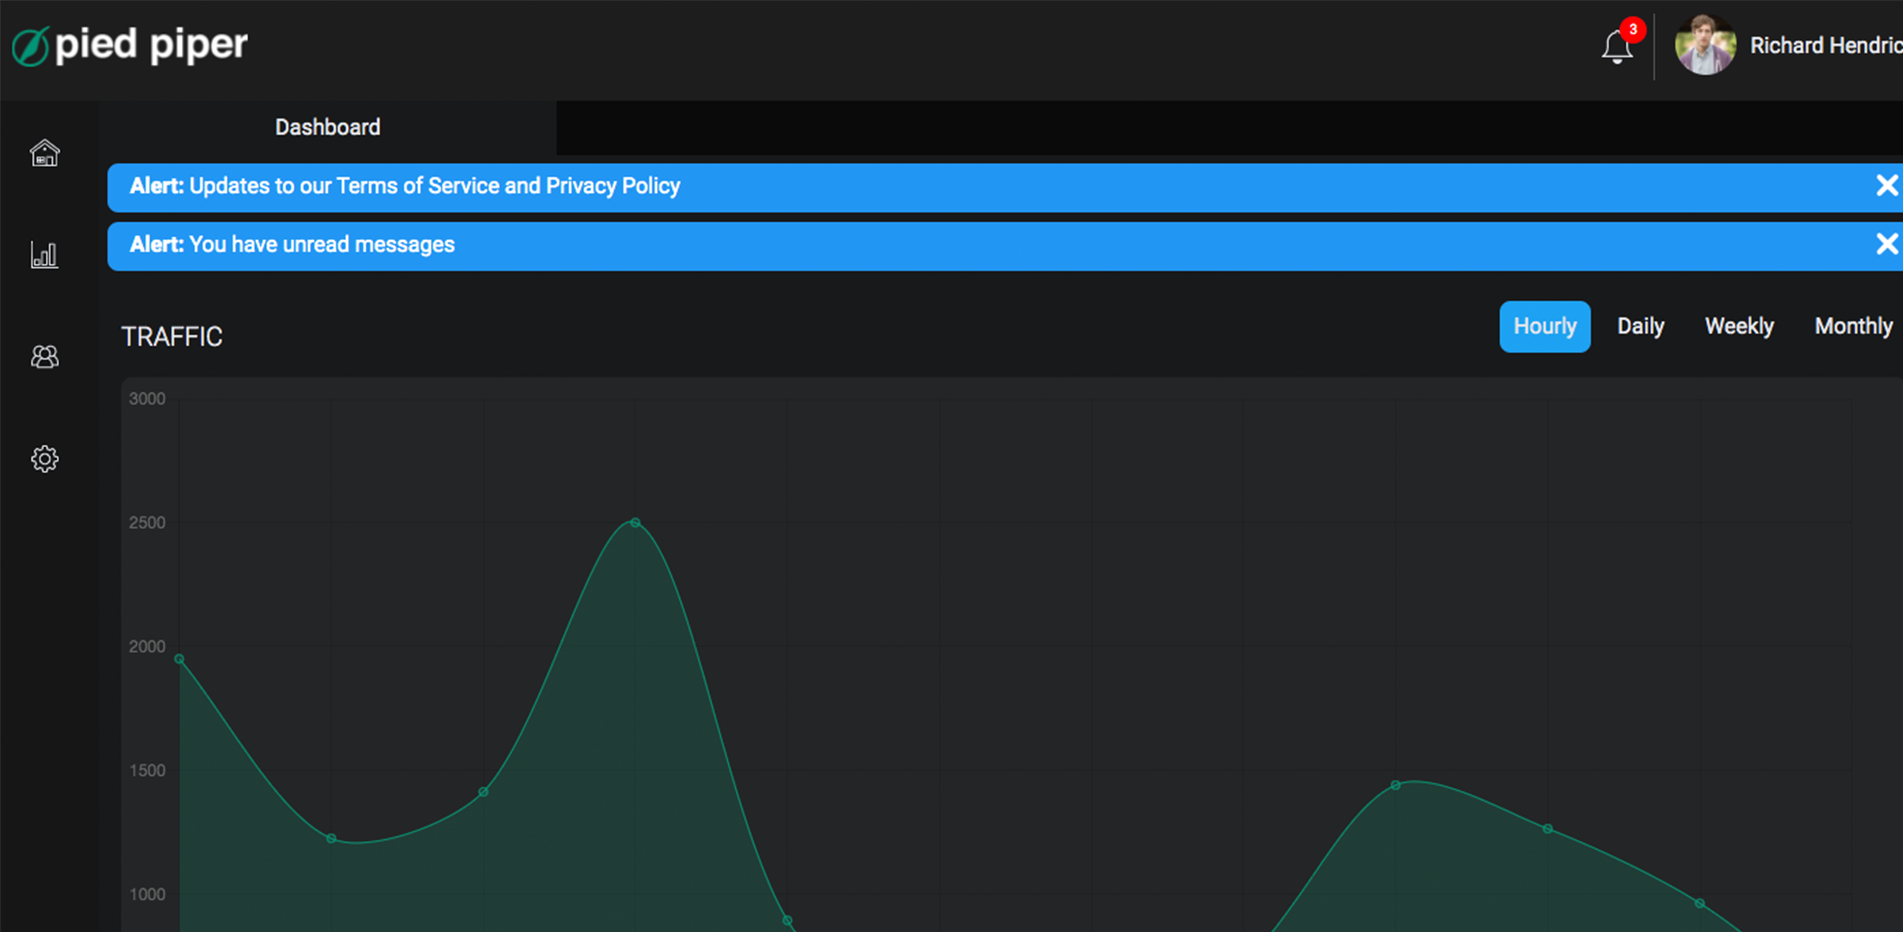 pied piper
3
Richard Hendric
Dashboard
Alert: Updates to our Terms of Service and Privacy Policy
Alert: You have unread messages
TRAFFIC
Hourly Daily Weekly Monthly
3000
2500
2000
1500
1000